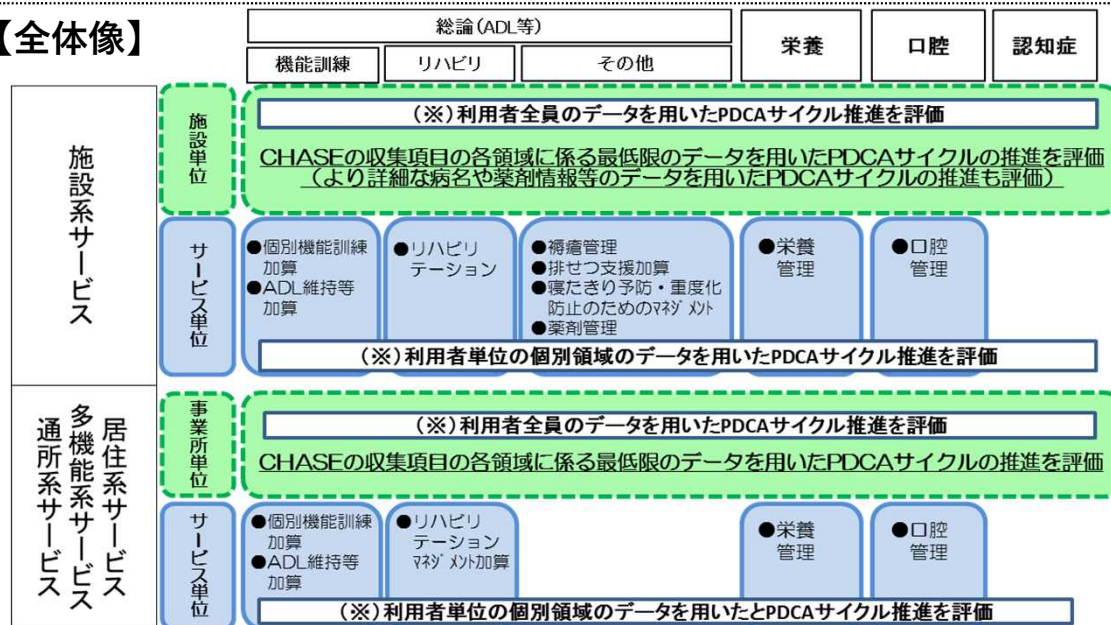 【全体像】
総論(ADL等)
機能訓練
リハビリ
その他
栄養
口腔
認知症
施設系サービス
施設単位
(※)利用者全員のデータを用いたPDCAサイクル推進を評価
CHASEの収集項目の各領域に係る最低限のデータを用いたPDCAサイクルの推進を評価
(より詳細な病名や薬剤情報等のデータを用いたPDCAサイクルの推進も評価)
サービス単位
●個別機能訓練
加算
●ADL維持等
加算
●リハビリ
テーション
●褥瘡管理
●排せつ支援加算
●寝たきり予防・重度化
防止のためのマネジメント
●薬剤管理
●栄養
管理
●口腔
管理
(※)利用者単位の個別領域のデータを用いたPDCAサイクル推進を評価
居住系サービス
多機能系サービス
通所系サービス
事業所単位
(※)利用者全員のデータを用いたPDCAサイクル推進を評価
CHASEの収集項目の各領域に係る最低限のデータを用いたPDCAサイクルの推進を評価
サービス単位
●個別機能訓練
加算
●ADL維持等
加算
●リハビリ
テーション
マネジメント加算
●栄養
管理
●口腔
管理
(※)利用者単位の個別領域のデータを用いたとPDCAサイクル推進を評価